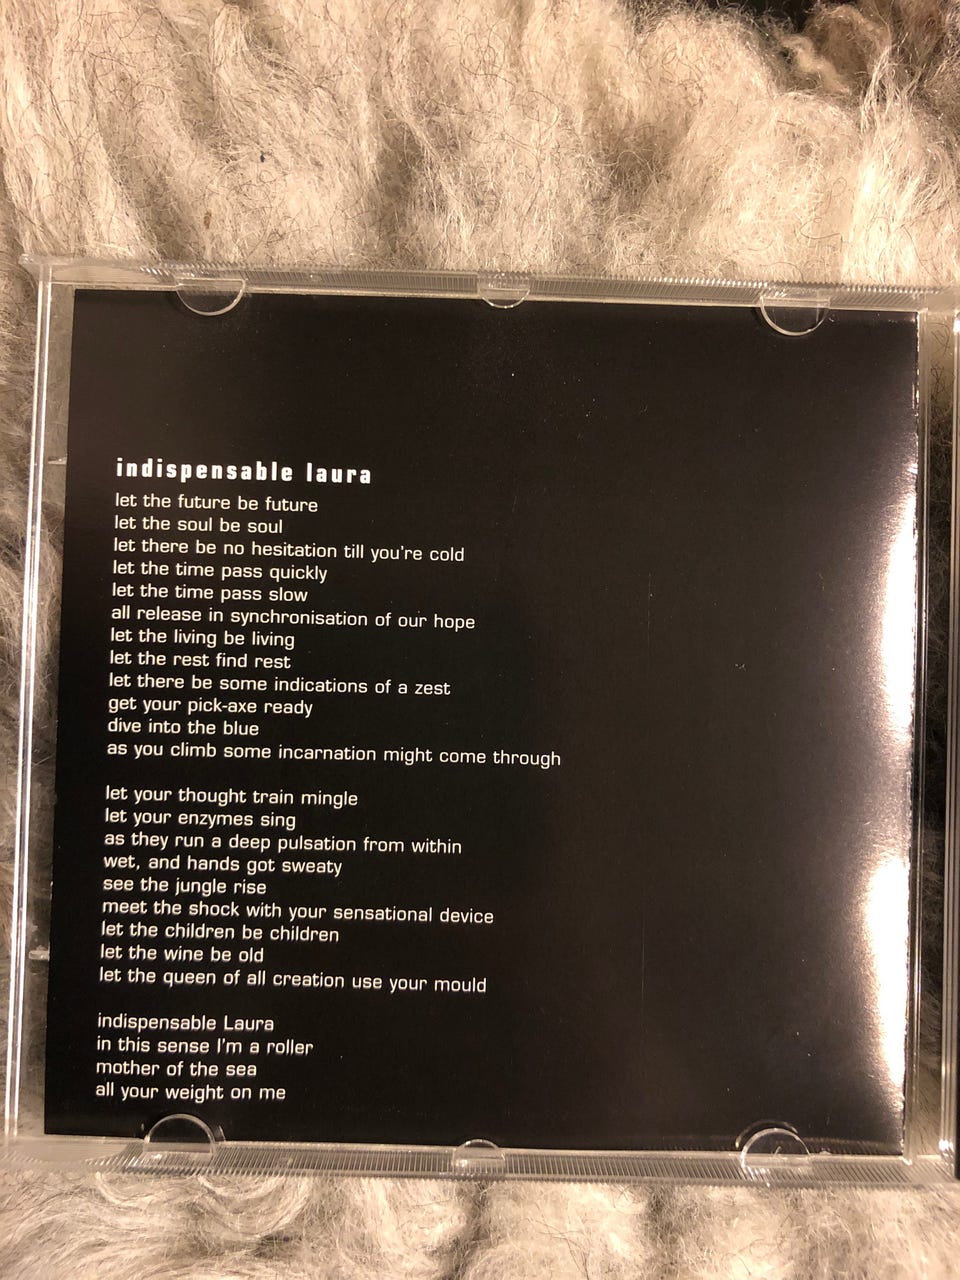 indispensable laura
let the future be future
let the soul be soul
let there be no hesitation till you're cold
let the time pass quickly
let the time pass slow
all release in synchronisation of our hope
let the living be living
let the rest find rest
let there be some indications of a zest
get your pick-axe ready
dive into the blue
as you climb some incarnation might come through
let your thought train mingle
let your enzymes sing
as they run a deep pulsation from within
wet, and hands got sweaty
see the jungle rise
meet the shock with your sensational device
let the children be children
let the wine be old
let the queen of all creation use your mould
indispensable Laura
in this sense I'm a roller
mother of the sea
all your weight on me